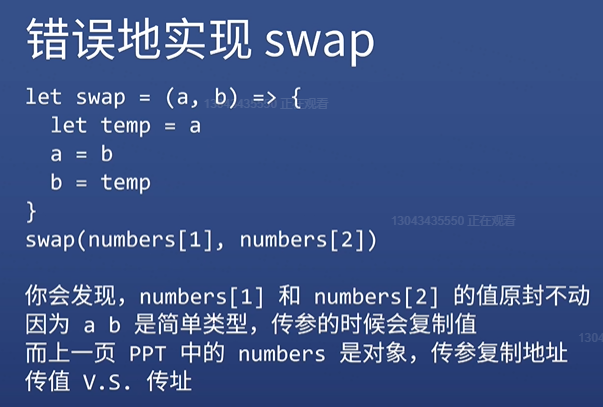 错误地实现 swap
let swap = (a, b) => {
13043435550 正在观看
let temp = a
a = b
b = temp
}
13043435550 正在观看
swap(numbers[1], numbers[2])
你会发现，numbers[1] 和 numbers[2] 的值原封不动
因为 a b 是简单类型，传参的时候会复制值
1304
而上一页 PPT 中的 numbers 是对象，传参复制地址
传值 V.S. 传址